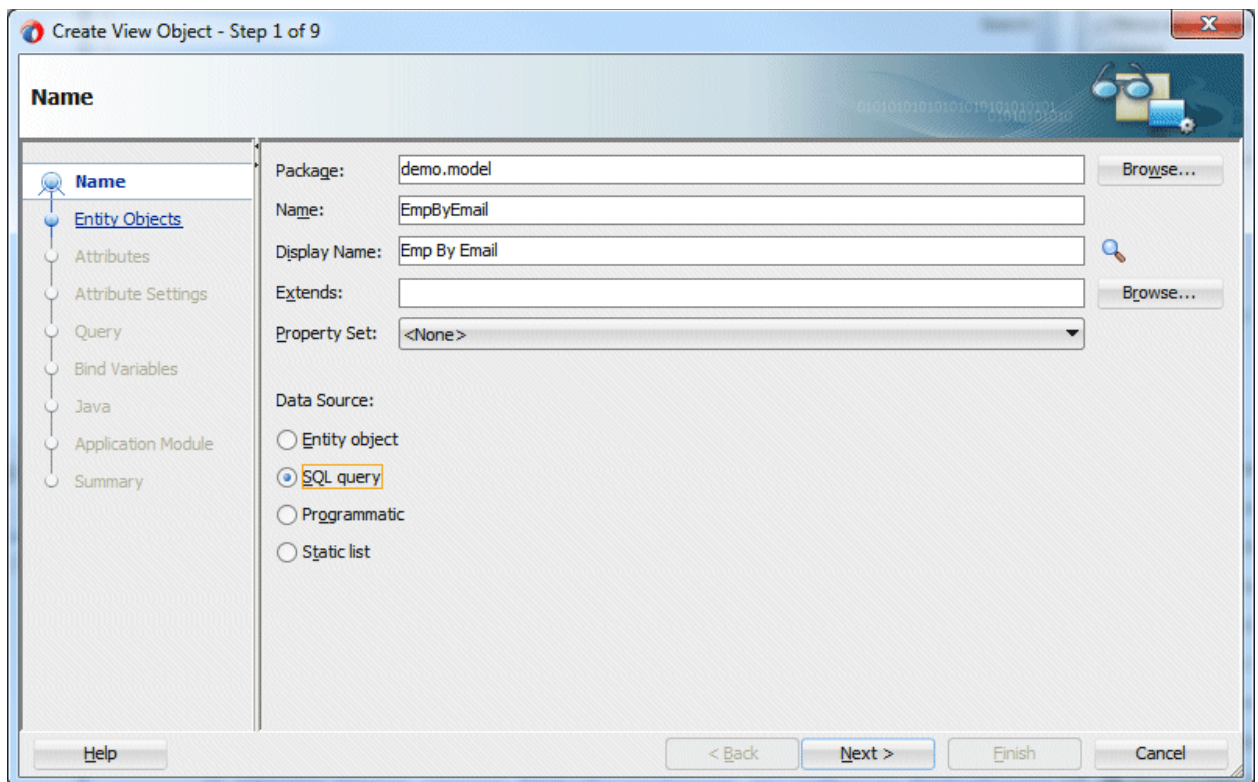 Create View Object - Step 1 of 9
X
Name
Name
Entity Objects
Attributes
Attribute Settings
Query
Bind Variables
Java
Application Module
Summary
Package: demo.model Browse...
Name: EmpByEmail
Display Name: Emp By Email
Extends: Browse...
Property Set: <None>
Data Source:
Entity object
SQL query
Programmatic
Static list
Help < Back Next > Finish Cancel